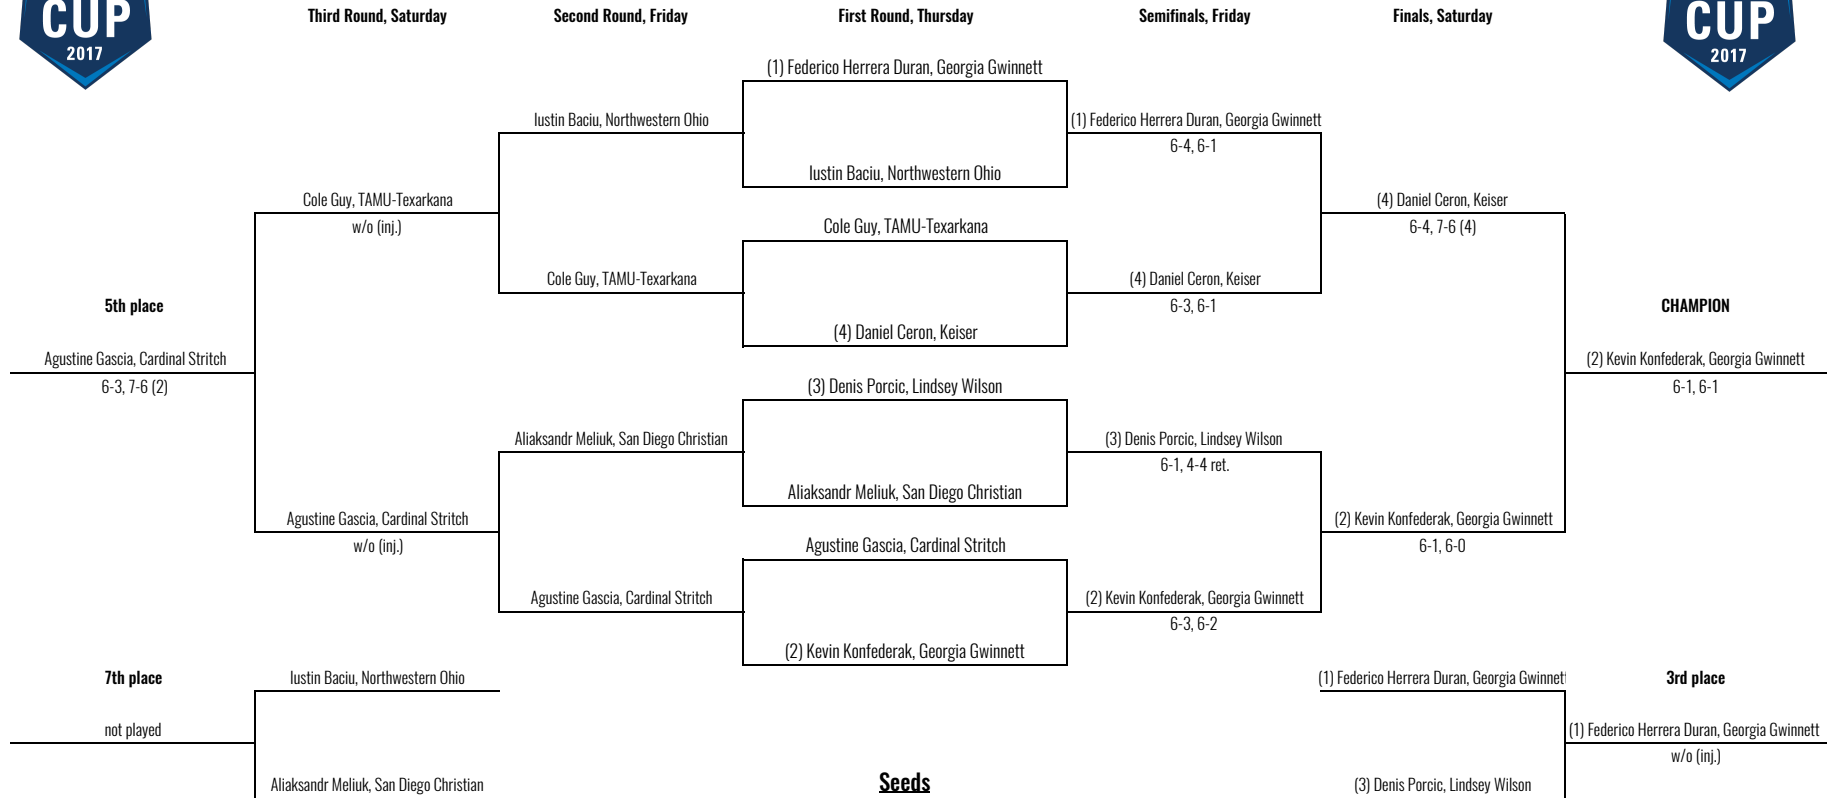 CUP
2017
CUP
2017
Third Round, Saturday
Second Round, Friday
First Round, Thursday
Semifinals, Friday
Finals, Saturday
(1) Federico Herrera Duran, Georgia Gwinnett
Iustin Baciu, Northwestern Ohio
(1) Federico Herrera Duran, Georgia Gwinnett
6-4, 6-1
Iustin Baciu, Northwestern Ohio
Cole Guy, TAMU-Texarkana
w/o (inj.)
(4) Daniel Ceron, Keiser
6-4, 7-6 (4)
Cole Guy, TAMU-Texarkana
Cole Guy, TAMU-Texarkana
(4) Daniel Ceron, Keiser
6-3, 6-1
5th place
CHAMPION
(4) Daniel Ceron, Keiser
Agustine Gascia, Cardinal Stritch
6-3, 7-6 (2)
(2) Kevin Konfederak, Georgia Gwinnett
6-1, 6-1
(3) Denis Porcic, Lindsey Wilson
Aliaksandr Meliuk, San Diego Christian
(3) Denis Porcic, Lindsey Wilson
6-1, 4-4 ret.
Aliaksandr Meliuk, San Diego Christian
Agustine Gascia, Cardinal Stritch
w/o (inj.)
(2) Kevin Konfederak, Georgia Gwinnett
6-1, 6-0
Agustine Gascia, Cardinal Stritch
Agustine Gascia, Cardinal Stritch
(2) Kevin Konfederak, Georgia Gwinnett
6-3, 6-2
(2) Kevin Konfederak, Georgia Gwinnett
7th place
Iustin Baciu, Northwestern Ohio
(1) Federico Herrera Duran, Georgia Gwinnett
3rd place
not played
(1) Federico Herrera Duran, Georgia Gwinnett
w/o (inj.)
Aliaksandr Meliuk, San Diego Christian
Seeds
(3) Denis Porcic, Lindsey Wilson